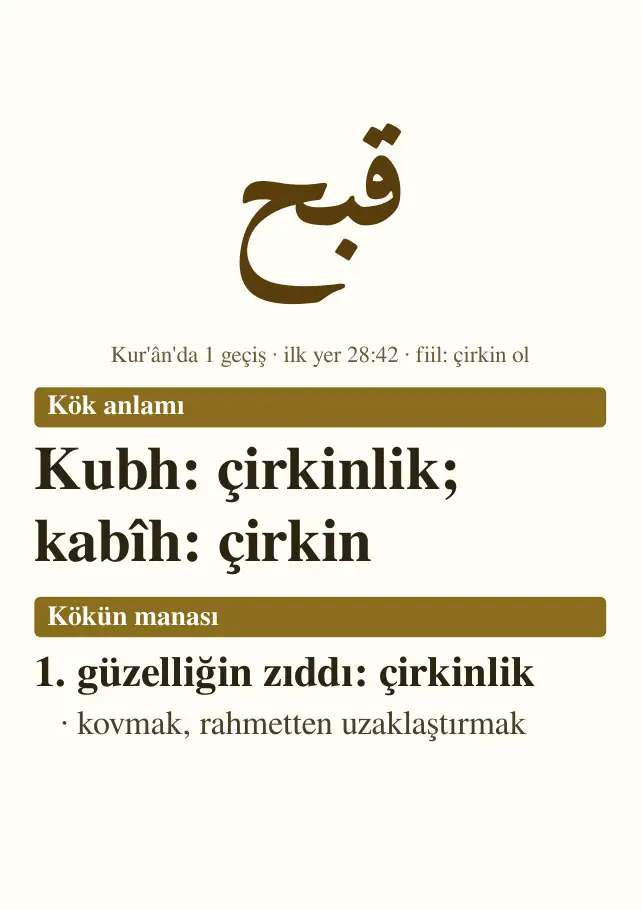 قبح
Kur'ân'da 1 geçiş · ilk yer 28:42 · fiil: çirkin ol
Kök anlamı
Kubh: çirkinlik;
kabîh: çirkin
Kökün manası
1. güzelliğin zıddı: çirkinlik
· kovmak, rahmetten uzaklaştırmak